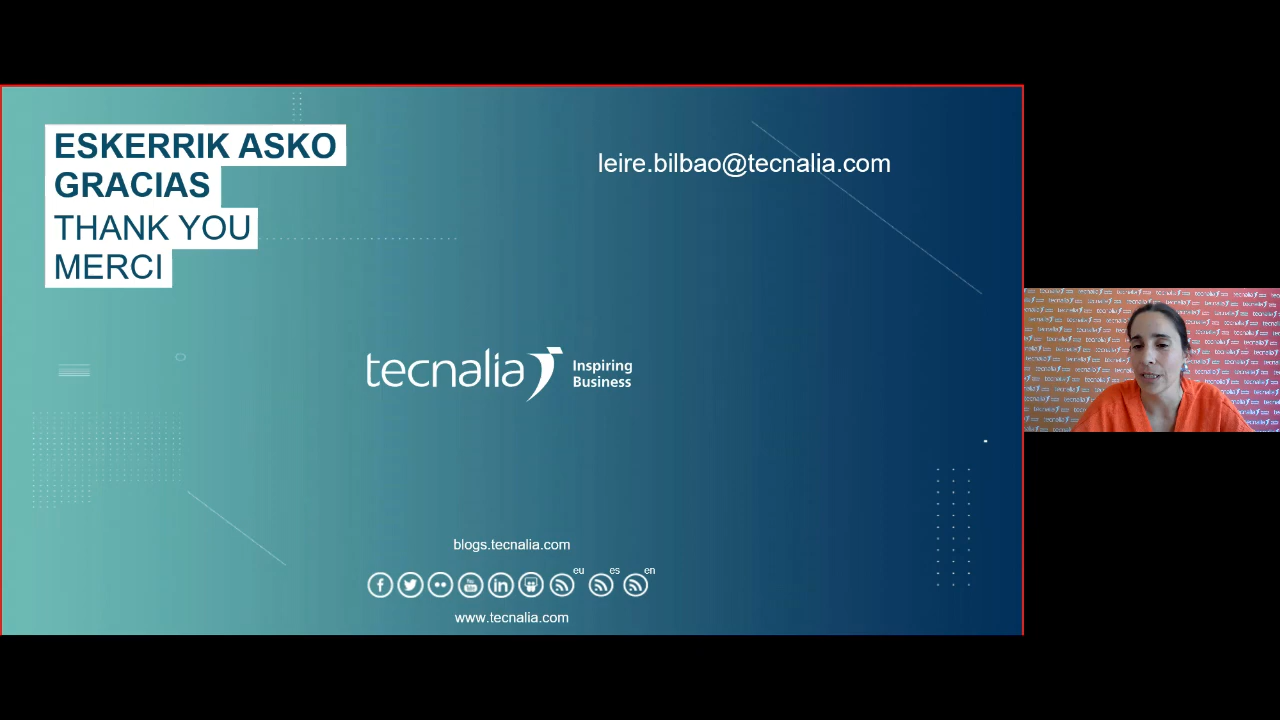 ESKERRIK ASKO
GRACIAS
THANK YOU
MERCI
leire.bilbao@tecnalia.com
tecnalia Inspiring
Business
blogs.tecnalia.com
eu es en
www.tecnalia.com